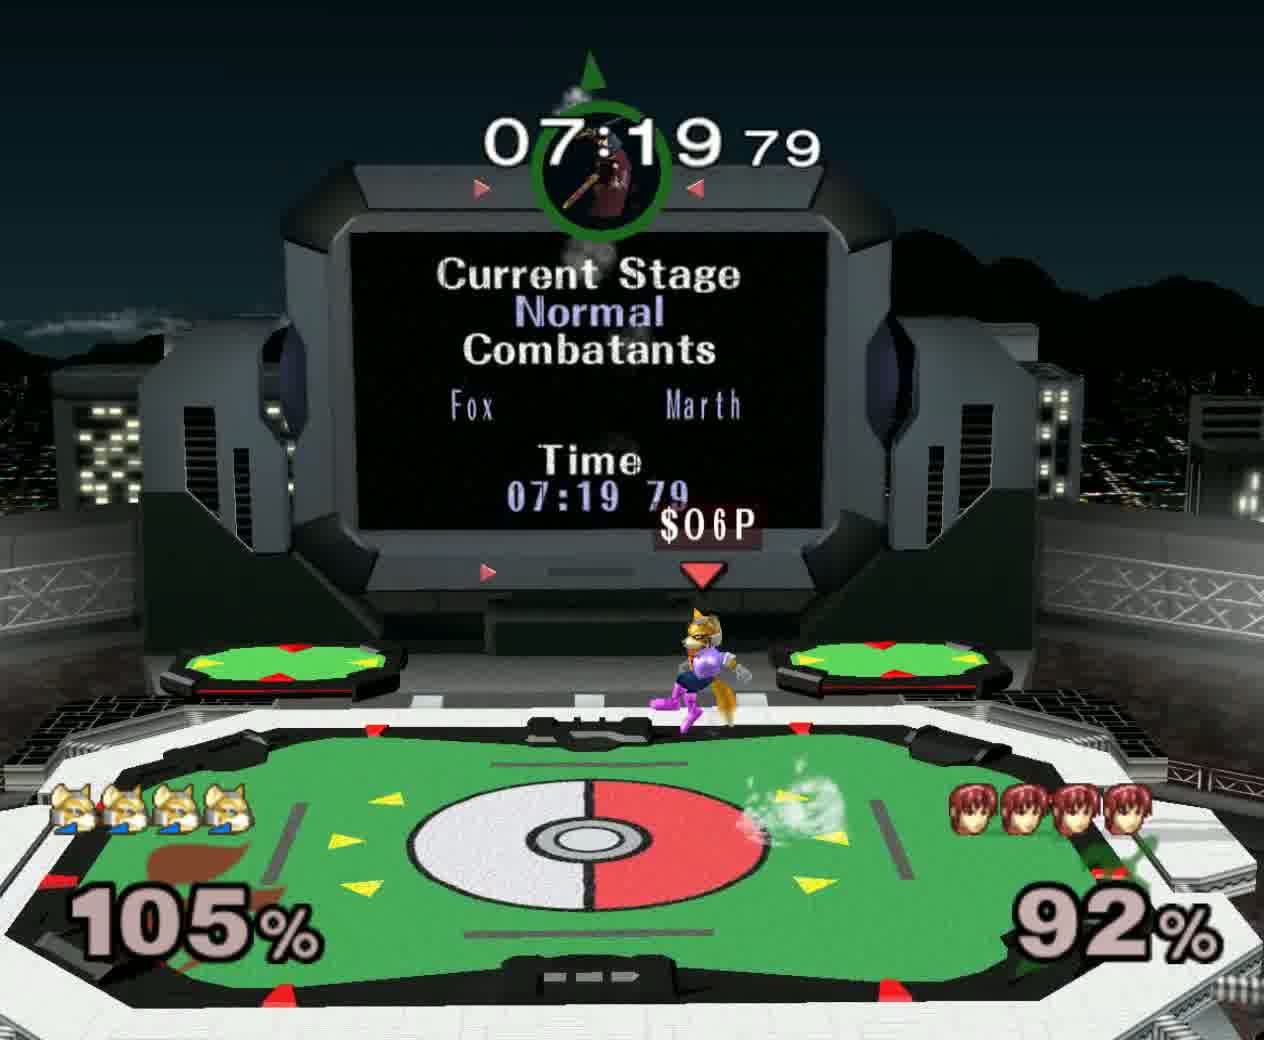 07:19 79
Current Stage
Normal
Combatants
Fox Marth
Time
07:19 79
$06P
105%
92%